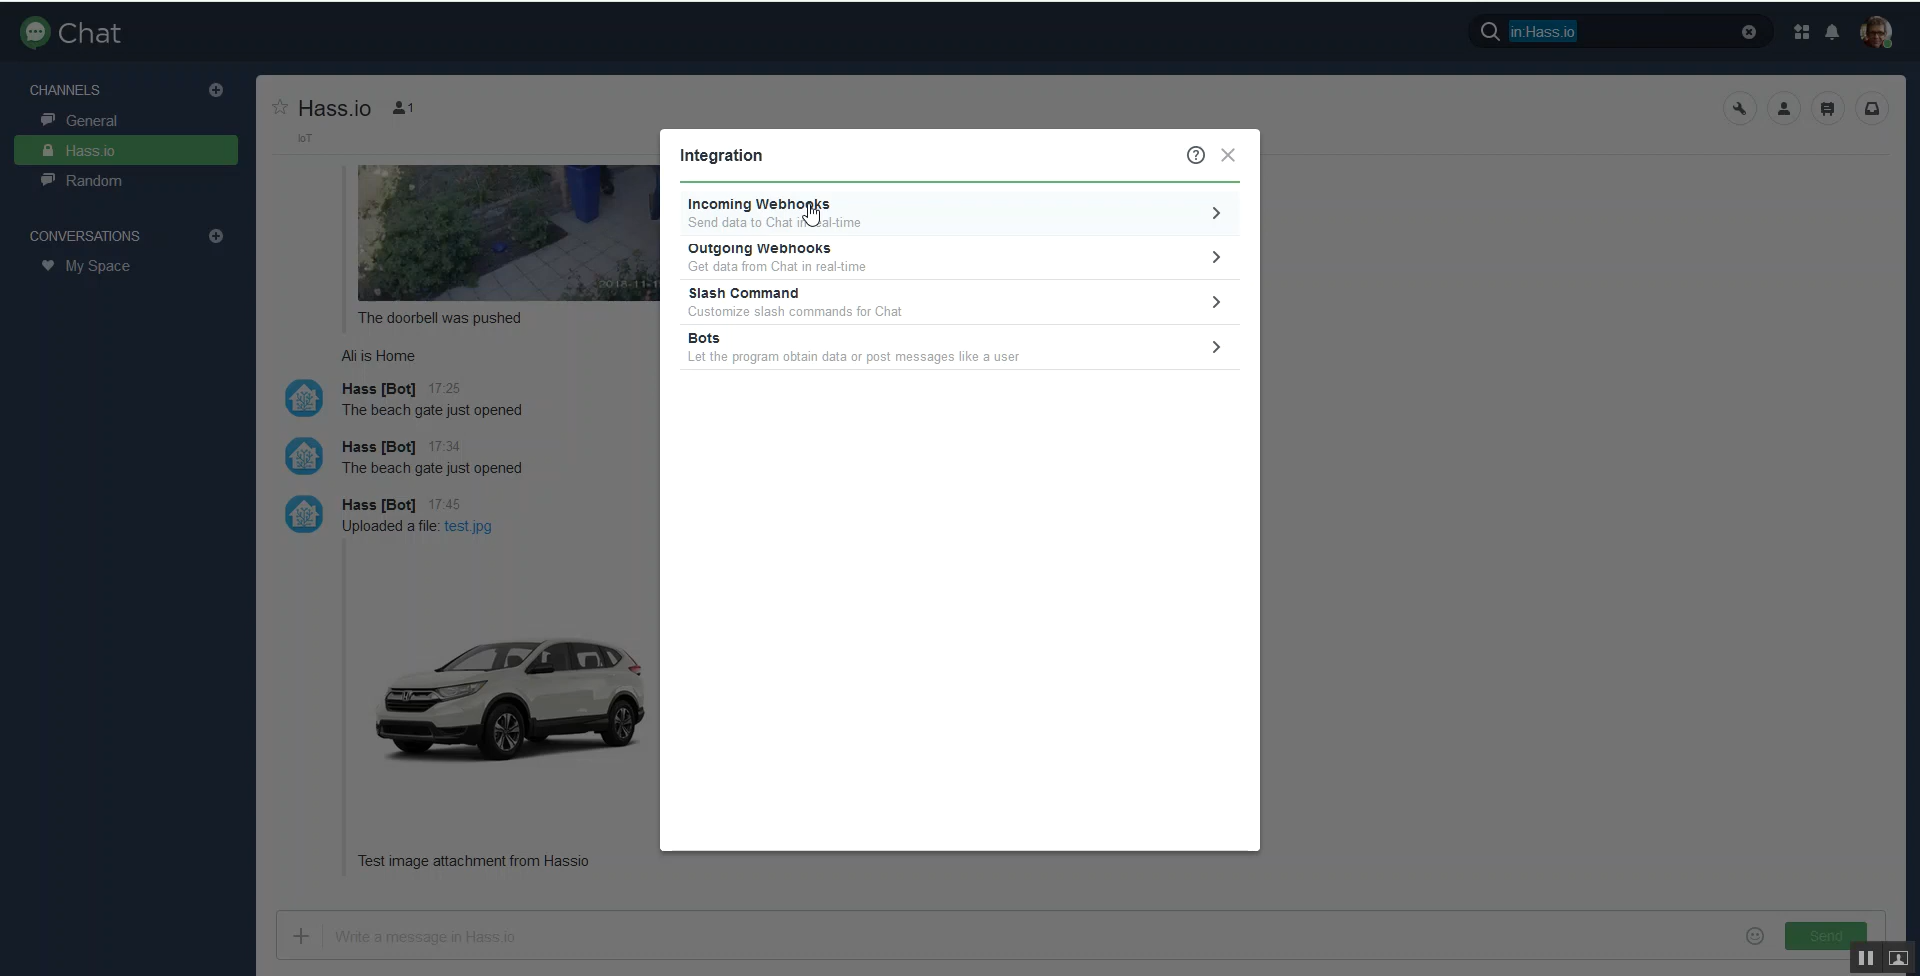 Chat
in:Hass.io
CHANNELS
General
Hass.io
Random
CONVERSATIONS
My Space
Hass.io
1
IoT
The doorbell was pushed
Ali is Home
Hass [Bot] 17:25
The beach gate just opened
Hass [Bot] 17:34
The beach gate just opened
Hass [Bot] 17:45
Uploaded a file: test.jpg
Test image attachment from Hassio
Write a message in Hass.io
Send
Integration
Incoming Webhooks
Send data to Chat in real-time
Outgoing Webhooks
Get data from Chat in real-time
Slash Command
Customize slash commands for Chat
Bots
Let the program obtain data or post messages like a user